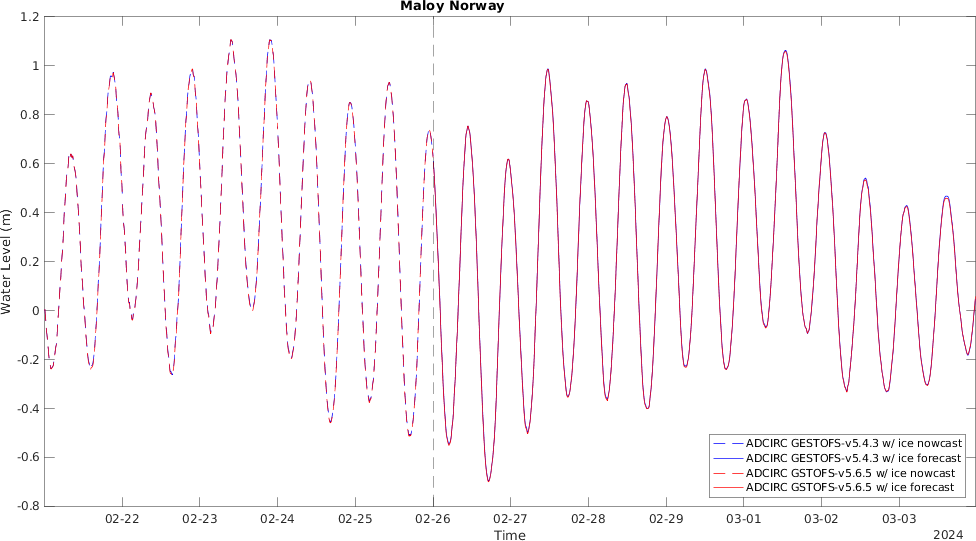 Maloy Norway
1.2
1
0.8
0.6
0.4
0.2
0
-0.2
-0.4
-0.6
-0.8
Water Level (m)
ADCIRC GESTOFS-v5.4.3 w/ ice nowcast
ADCIRC GESTOFS-v5.4.3 w/ ice forecast
ADCIRC GSTOFS-v5.6.5 w/ ice nowcast
ADCIRC GSTOFS-v5.6.5 w/ ice forecast
02-22 02-23 02-24 02-25 02-26 02-27 02-28 02-29 03-01 03-02 03-03
Time
2024